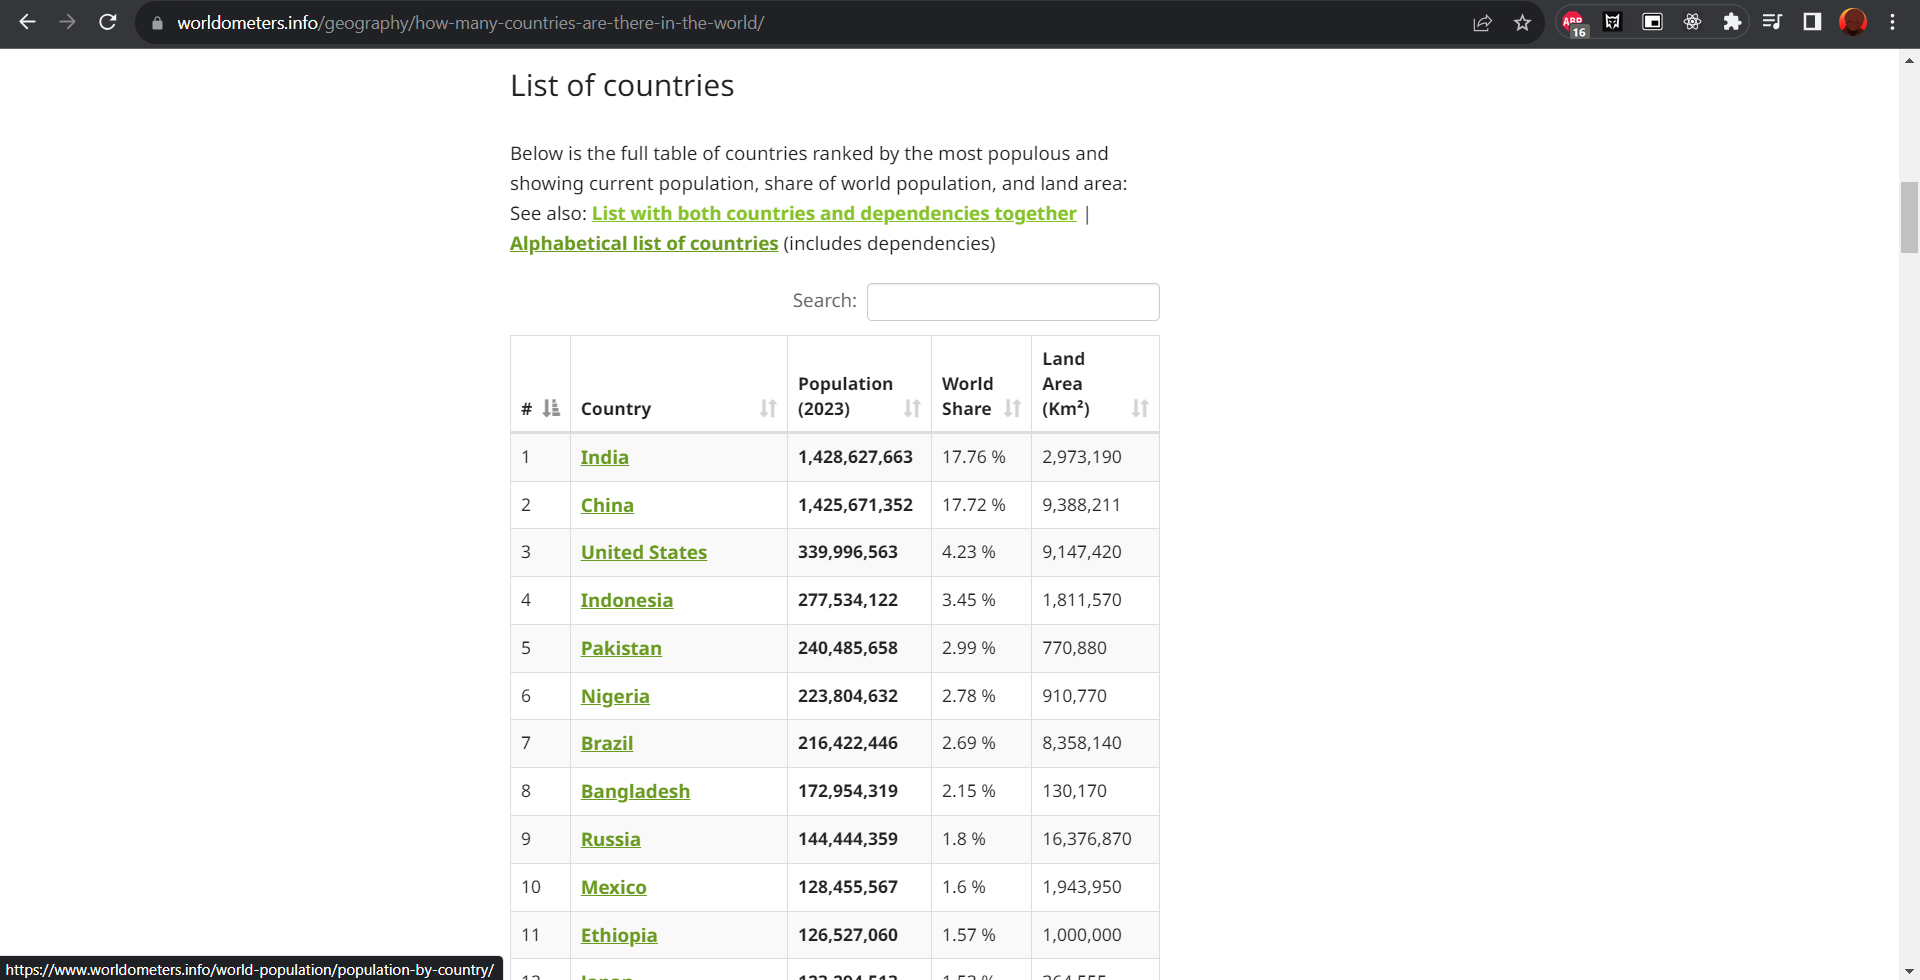 worldometers.info/geography/how-many-countries-are-there-in-the-world/
ABP
16
List of countries
Below is the full table of countries ranked by the most populous and
showing current population, share of world population, and land area:
See also: List with both countries and dependencies together |
Alphabetical list of countries (includes dependencies)
Search:
# Country Population (2023) World Share Land Area (Km²)
1 India 1,428,627,663 17.76 % 2,973,190
2 China 1,425,671,352 17.72 % 9,388,211
3 United States 339,996,563 4.23 % 9,147,420
4 Indonesia 277,534,122 3.45 % 1,811,570
5 Pakistan 240,485,658 2.99 % 770,880
6 Nigeria 223,804,632 2.78 % 910,770
7 Brazil 216,422,446 2.69 % 8,358,140
8 Bangladesh 172,954,319 2.15 % 130,170
9 Russia 144,444,359 1.8 % 16,376,870
10 Mexico 128,455,567 1.6 % 1,943,950
11 Ethiopia 126,527,060 1.57 % 1,000,000
https://www.worldometers.info/world-population/population-by-country/